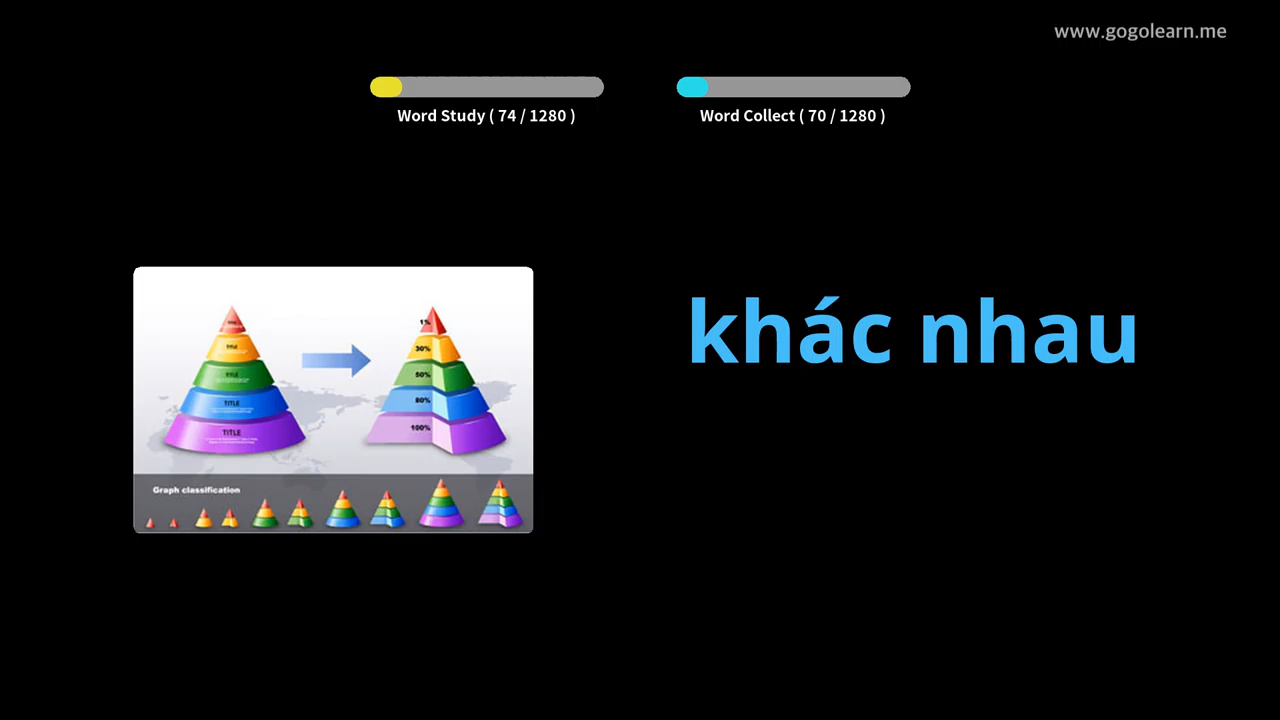 www.gogolearn.me
Word Study ( 74 / 1280 )
Word Collect ( 70 / 1280 )
khác nhau
TITLE
TITLE
TITLE
TITLE
1%
30%
50%
80%
100%
Graph classification